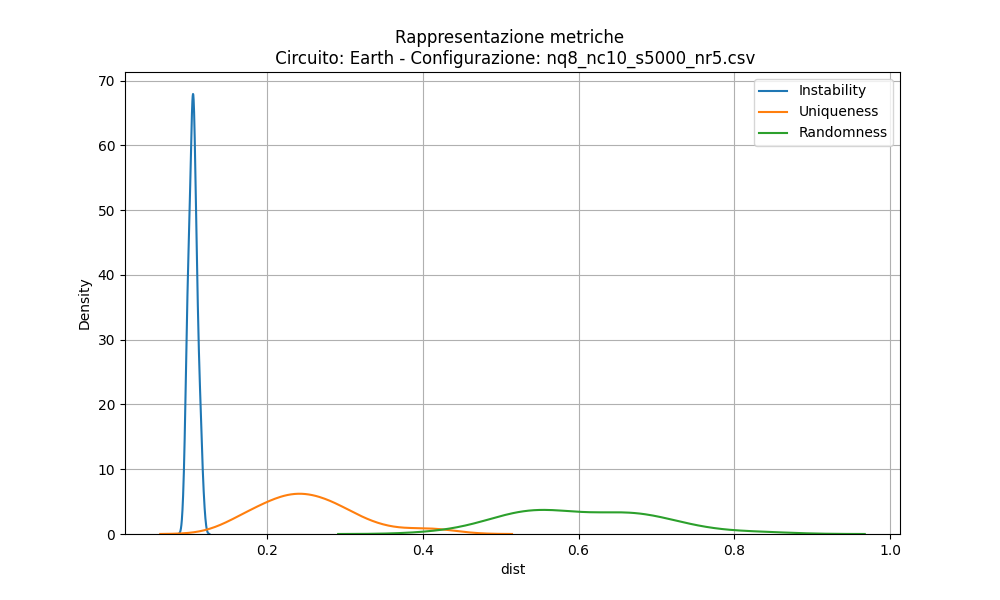 Rappresentazione metriche
Circuito: Earth - Configurazione: nq8_nc10_s5000_nr5.csv
70
60
50
40
30
20
10
0
Density
Instability
Uniqueness
Randomness
0.2
0.4
0.6
0.8
1.0
dist